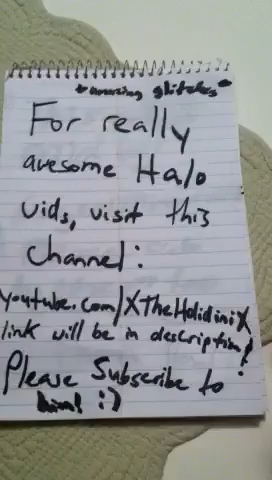 * amazing glitches *
For really
awesome Halo
vids, visit this
channel:
youtube.com/XTheHolidiniX
link will be in description!
Please Subscribe to
him! :)